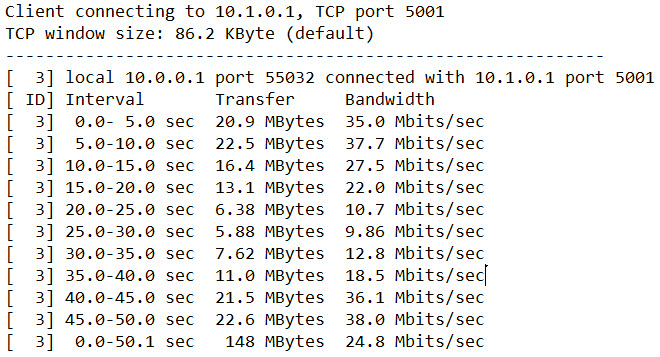 Client connecting to 10.1.0.1, TCP port 5001
TCP window size: 86.2 KByte (default)
------------------------------------------------------------
[  3] local 10.0.0.1 port 55032 connected with 10.1.0.1 port 5001
[ ID] Interval       Transfer     Bandwidth
[  3]  0.0- 5.0 sec  20.9 MBytes  35.0 Mbits/sec
[  3]  5.0-10.0 sec  22.5 MBytes  37.7 Mbits/sec
[  3] 10.0-15.0 sec  16.4 MBytes  27.5 Mbits/sec
[  3] 15.0-20.0 sec  13.1 MBytes  22.0 Mbits/sec
[  3] 20.0-25.0 sec  6.38 MBytes  10.7 Mbits/sec
[  3] 25.0-30.0 sec  5.88 MBytes  9.86 Mbits/sec
[  3] 30.0-35.0 sec  7.62 MBytes  12.8 Mbits/sec
[  3] 35.0-40.0 sec  11.0 MBytes  18.5 Mbits/sec
[  3] 40.0-45.0 sec  21.5 MBytes  36.1 Mbits/sec
[  3] 45.0-50.0 sec  22.6 MBytes  38.0 Mbits/sec
[  3]  0.0-50.1 sec   148 MBytes  24.8 Mbits/sec